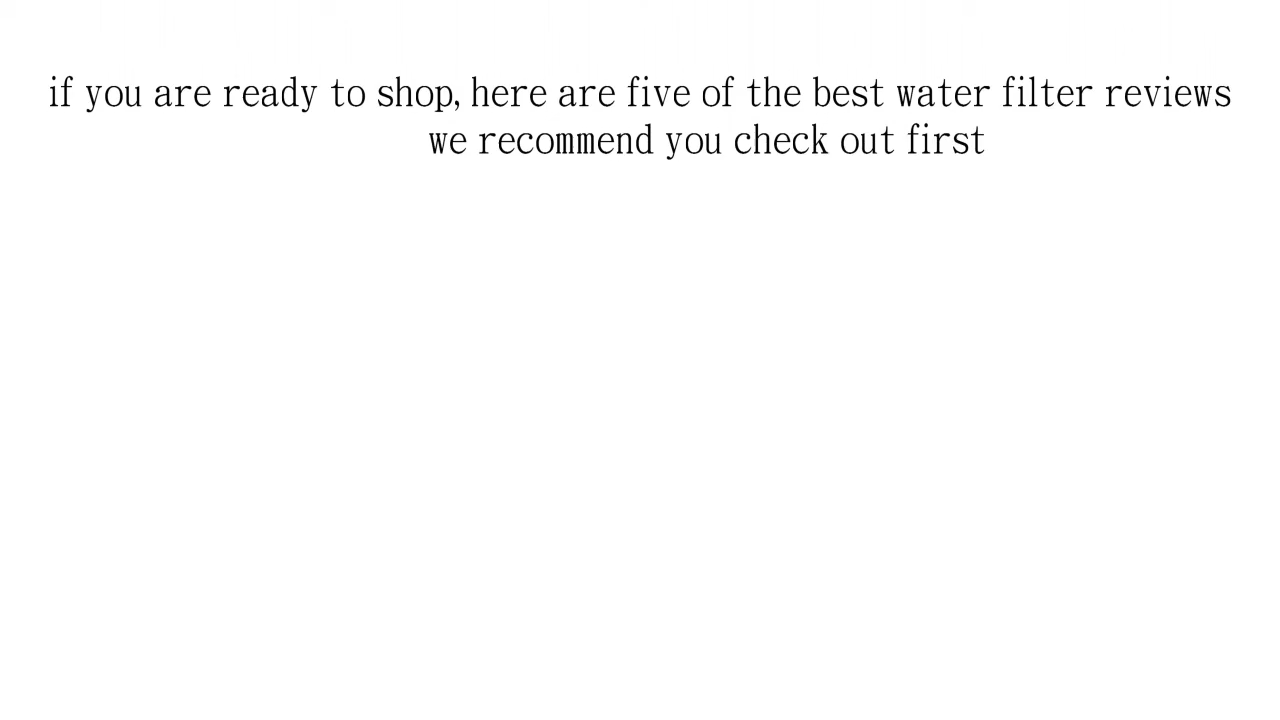 if you are ready to shop, here are five of the best water filter reviews
we recommend you check out first